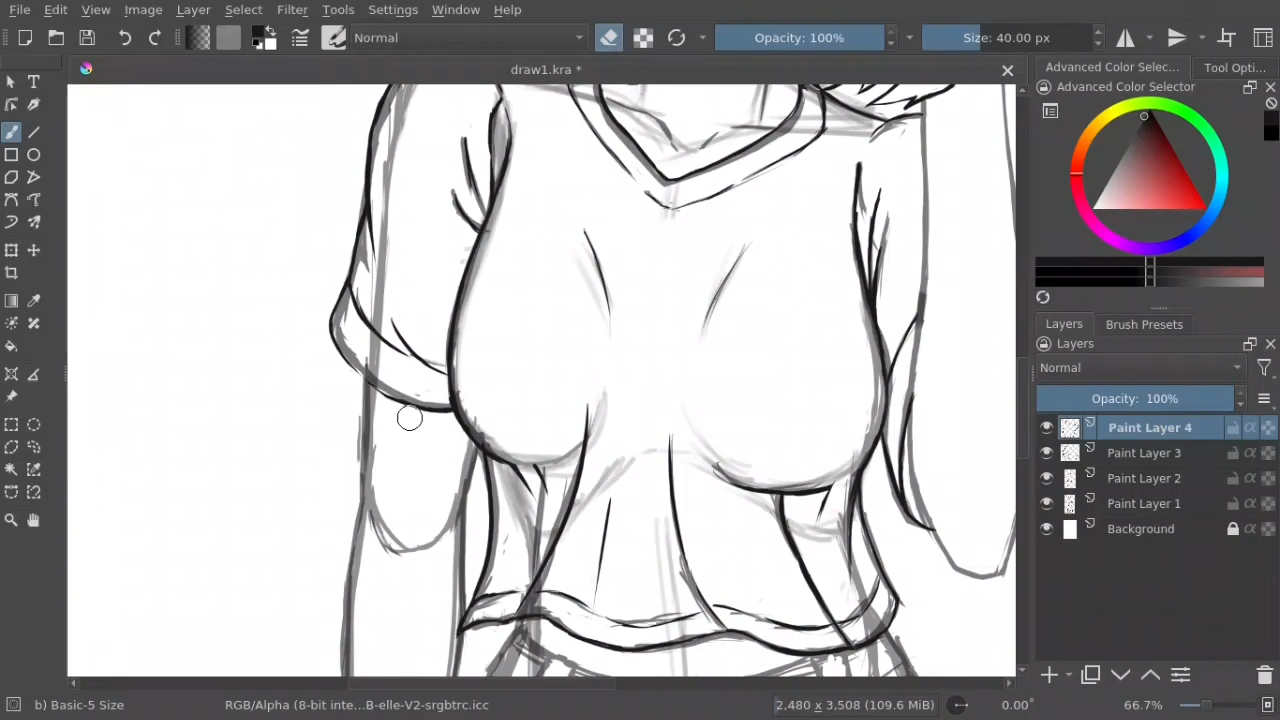 File Edit View Image Layer Select Filter Tools Settings Window Help
Normal Opacity: 100% Size: 40.00 px
draw1.kra *
Advanced Color Selec... Tool Opti...
Advanced Color Selector
Layers Brush Presets
Layers
Normal
Opacity: 100%
Paint Layer 4
Paint Layer 3
Paint Layer 2
Paint Layer 1
Background
b) Basic-5 Size RGB/Alpha (8-bit inte...B-elle-V2-srgbtrc.icc 2,480 x 3,508 (109.6 MiB) 0.00° 66.7%